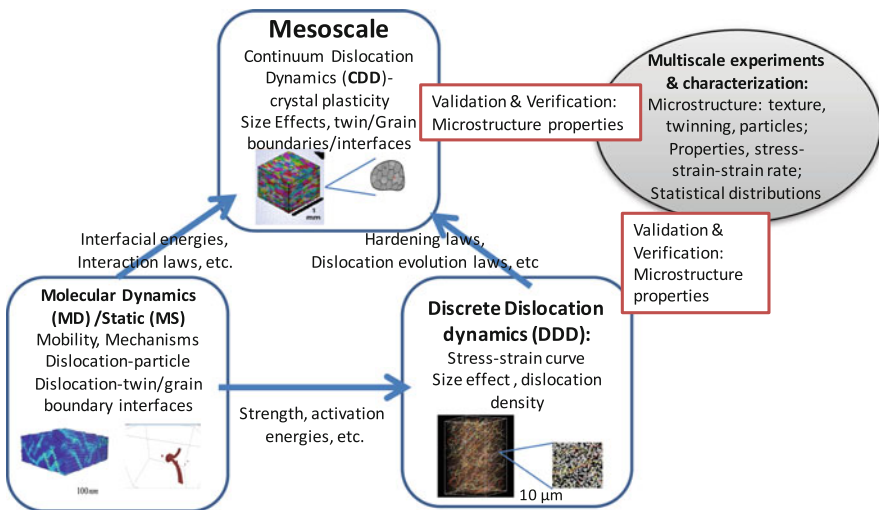 Mesoscale
Continuum Dislocation
Dynamics (CDD)-
crystal plasticity
Size Effects, twin/Grain
boundaries/interfaces
1
mm
Validation & Verification:
Microstructure properties
Multiscale experiments
& characterization:
Microstructure: texture,
twinning, particles;
Properties, stress-
strain-strain rate;
Statistical distributions
Validation &
Verification:
Microstructure
properties
Interfacial energies,
Interaction laws, etc.
Hardening laws,
Dislocation evolution laws, etc
Molecular Dynamics
(MD) /Static (MS)
Mobility, Mechanisms
Dislocation-particle
Dislocation-twin/grain
boundary interfaces
100nm
Strength, activation
energies, etc.
Discrete Dislocation
dynamics (DDD):
Stress-strain curve
Size effect , dislocation
density
10 µm